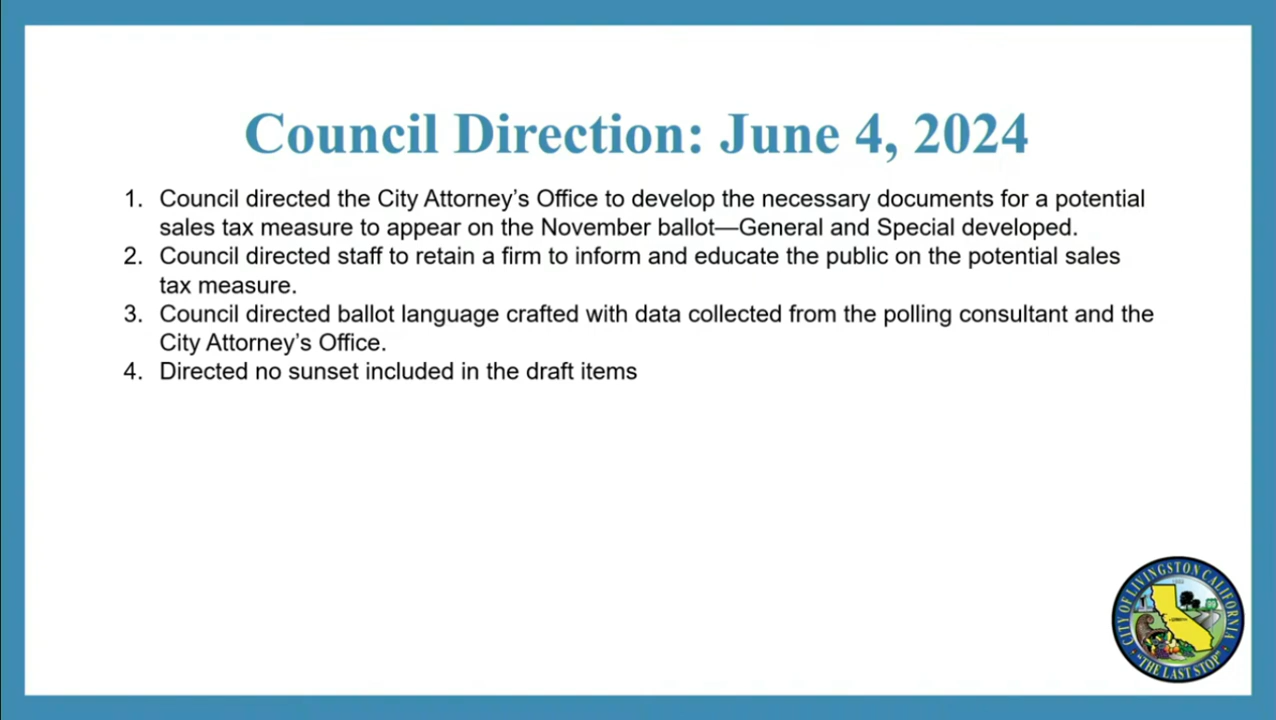 Council Direction: June 4, 2024
1. Council directed the City Attorney’s Office to develop the necessary documents for a potential
sales tax measure to appear on the November ballot—General and Special developed.
2. Council directed staff to retain a firm to inform and educate the public on the potential sales
tax measure.
3. Council directed ballot language crafted with data collected from the polling consultant and the
City Attorney’s Office.
4. Directed no sunset included in the draft items
CITY OF LIVINGSTON CALIFORNIA
"THE LAST STOP"